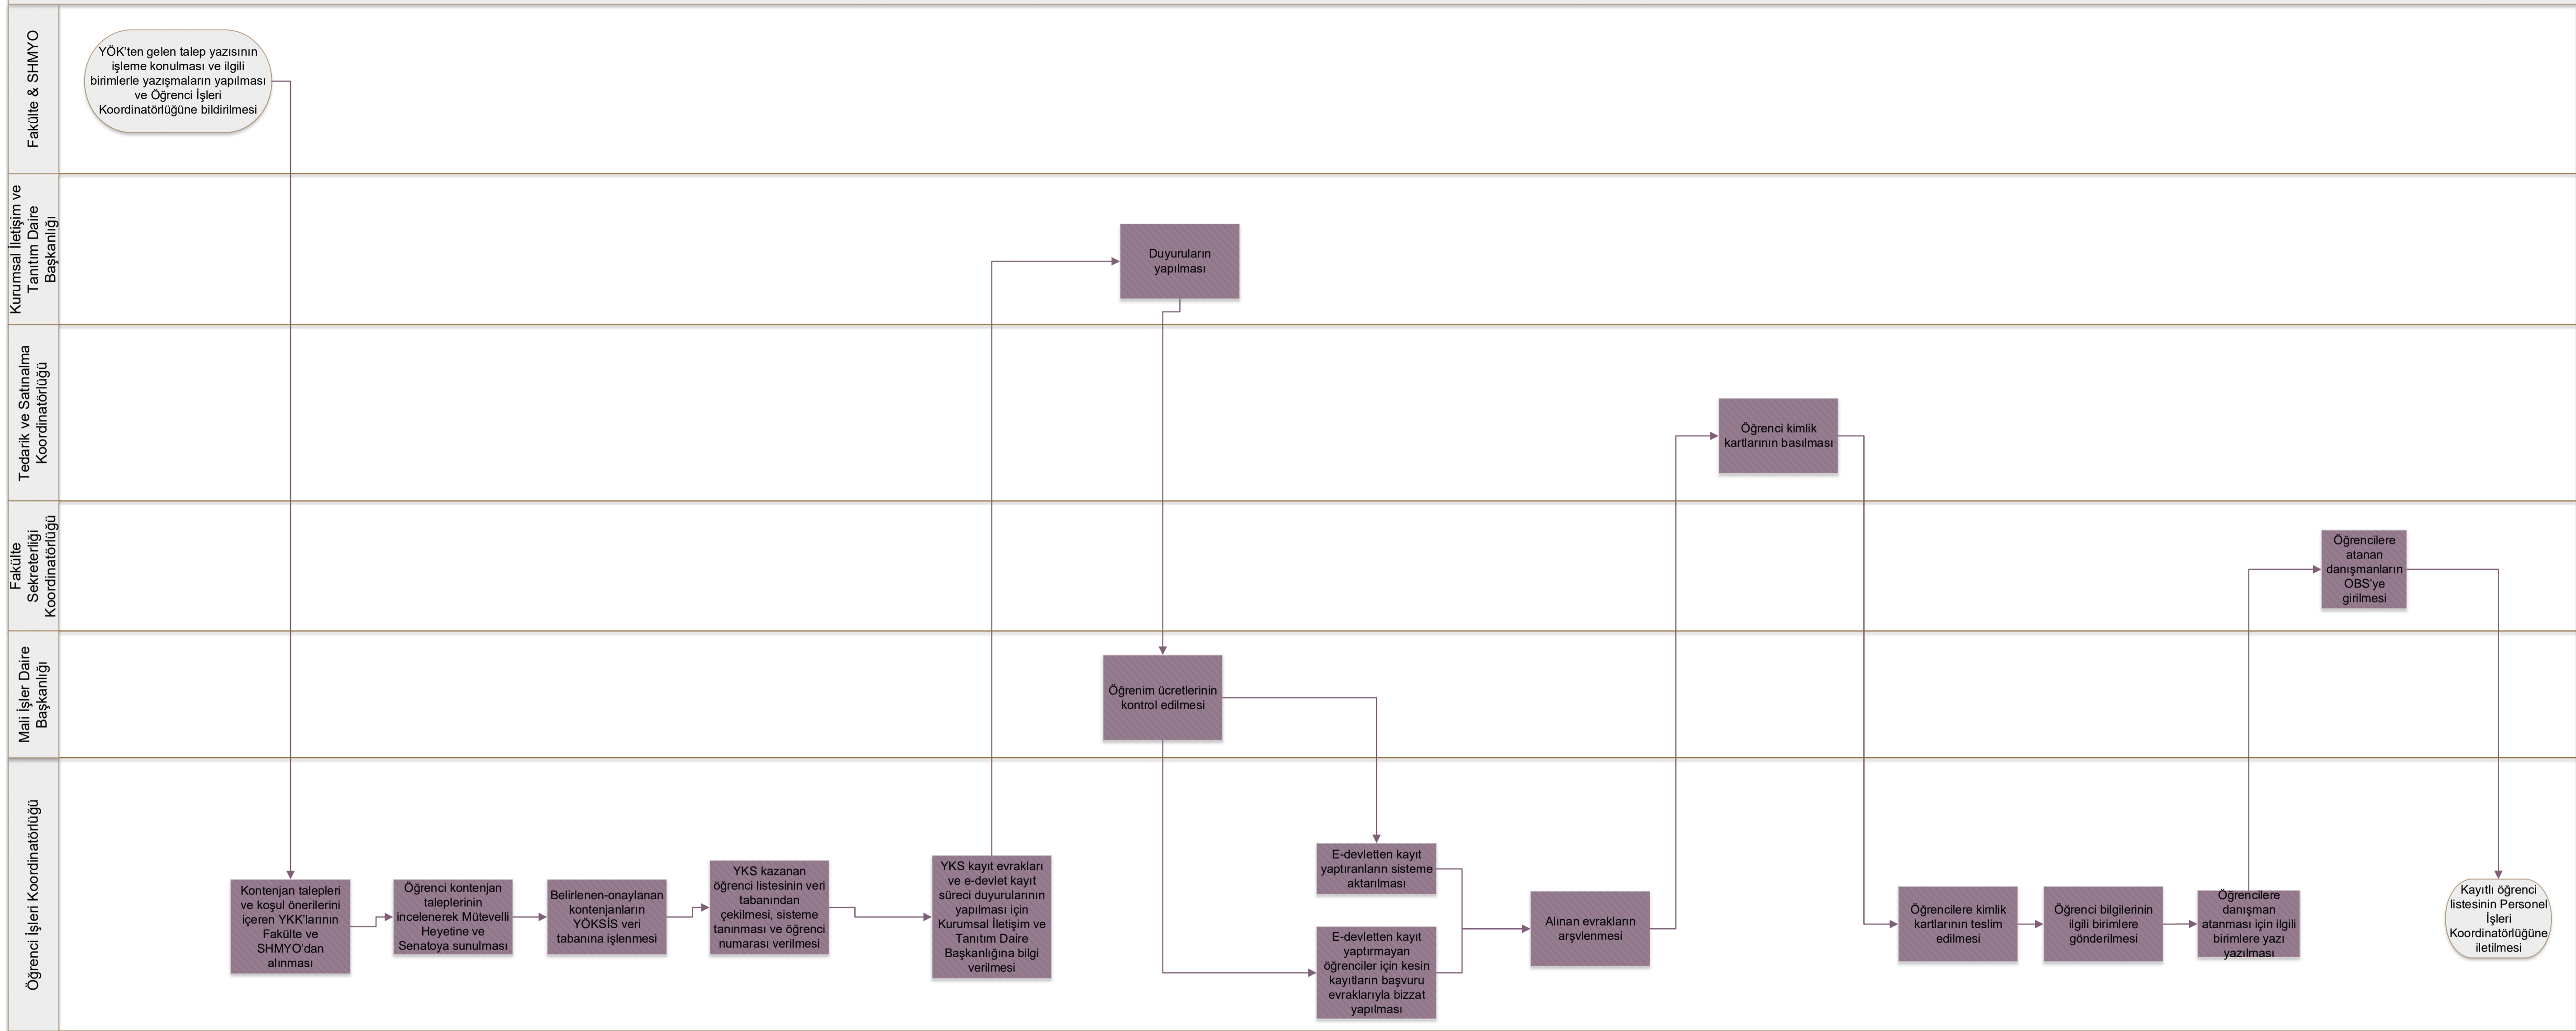 Fakülte & SHMYO
YÖK'ten gelen talep yazısının
işleme konulması ve ilgili
birimlerle yazışmaların yapılması
ve Öğrenci İşleri
Koordinatörlüğüne bildirilmesi
Kurumsal İletişim ve
Tanıtım Daire
Başkanlığı
Duyuruların
yapılması
Tedarik ve Satınalma
Koordinatörlüğü
Öğrenci kimlik
kartlarının basılması
Fakülte
Sekreterliği
Koordinatörlüğü
Öğrencilere
atanan
danışmanların
OBS'ye
girilmesi
Mali İşler Daire
Başkanlığı
Öğrenim ücretlerinin
kontrol edilmesi
Öğrenci İşleri Koordinatörlüğü
Kontenjan talepleri
ve koşul önerilerini
içeren YKK'larının
Fakülte ve
SHMYO'dan
alınması
Öğrenci kontenjan
taleplerinin
incelenerek Mütevelli
Heyetine ve
Senatoya sunulması
Belirlenen-onaylanan
kontenjanların
YÖKSİS veri
tabanına işlenmesi
YKS kazanan
öğrenci listesinin veri
tabanından
çekilmesi, sisteme
tanınması ve öğrenci
numarası verilmesi
YKS kayıt evrakları
ve e-devlet kayıt
süreci duyurularının
yapılması için
Kurumsal İletişim ve
Tanıtım Daire
Başkanlığına bilgi
verilmesi
E-devletten kayıt
yaptıranların sisteme
aktarılması
E-devletten kayıt
yaptırmayan
öğrenciler için kesin
kayıtların başvuru
evraklarıyla bizzat
yapılması
Alınan evrakların
arşvlenmesi
Öğrencilere kimlik
kartlarının teslim
edilmesi
Öğrenci bilgilerinin
ilgili birimlere
gönderilmesi
Öğrencilere
danışman
atanması için ilgili
birimlere yazı
yazılması
Kayıtlı öğrenci
listesinin Personel
İşleri
Koordinatörlüğüne
iletilmesi